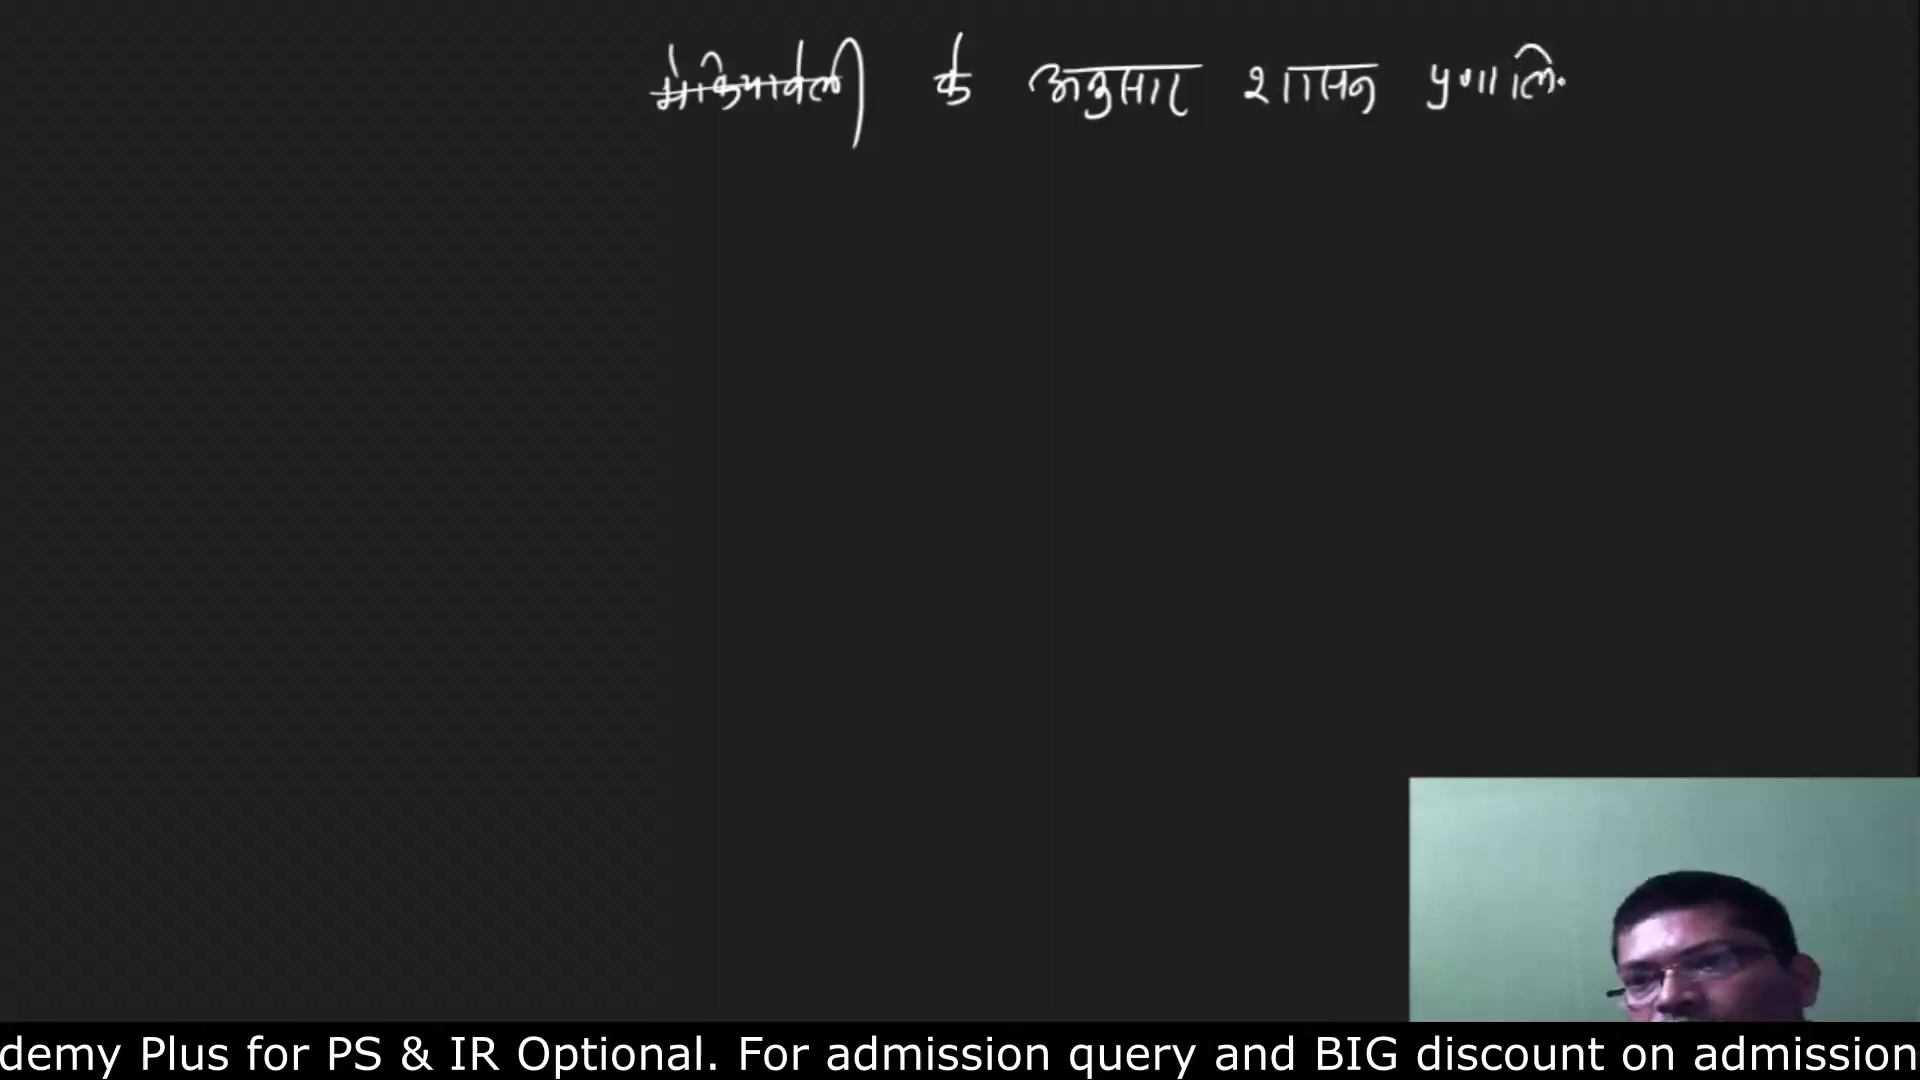 मैकियावेली के अनुसार शासन प्रणालि
demy Plus for PS & IR Optional. For admission query and BIG discount on admission